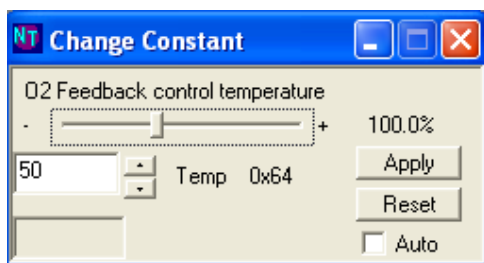 NT Change Constant
O2 Feedback control temperature
- + 100.0%
50 Temp 0x64 Apply
Reset
Auto